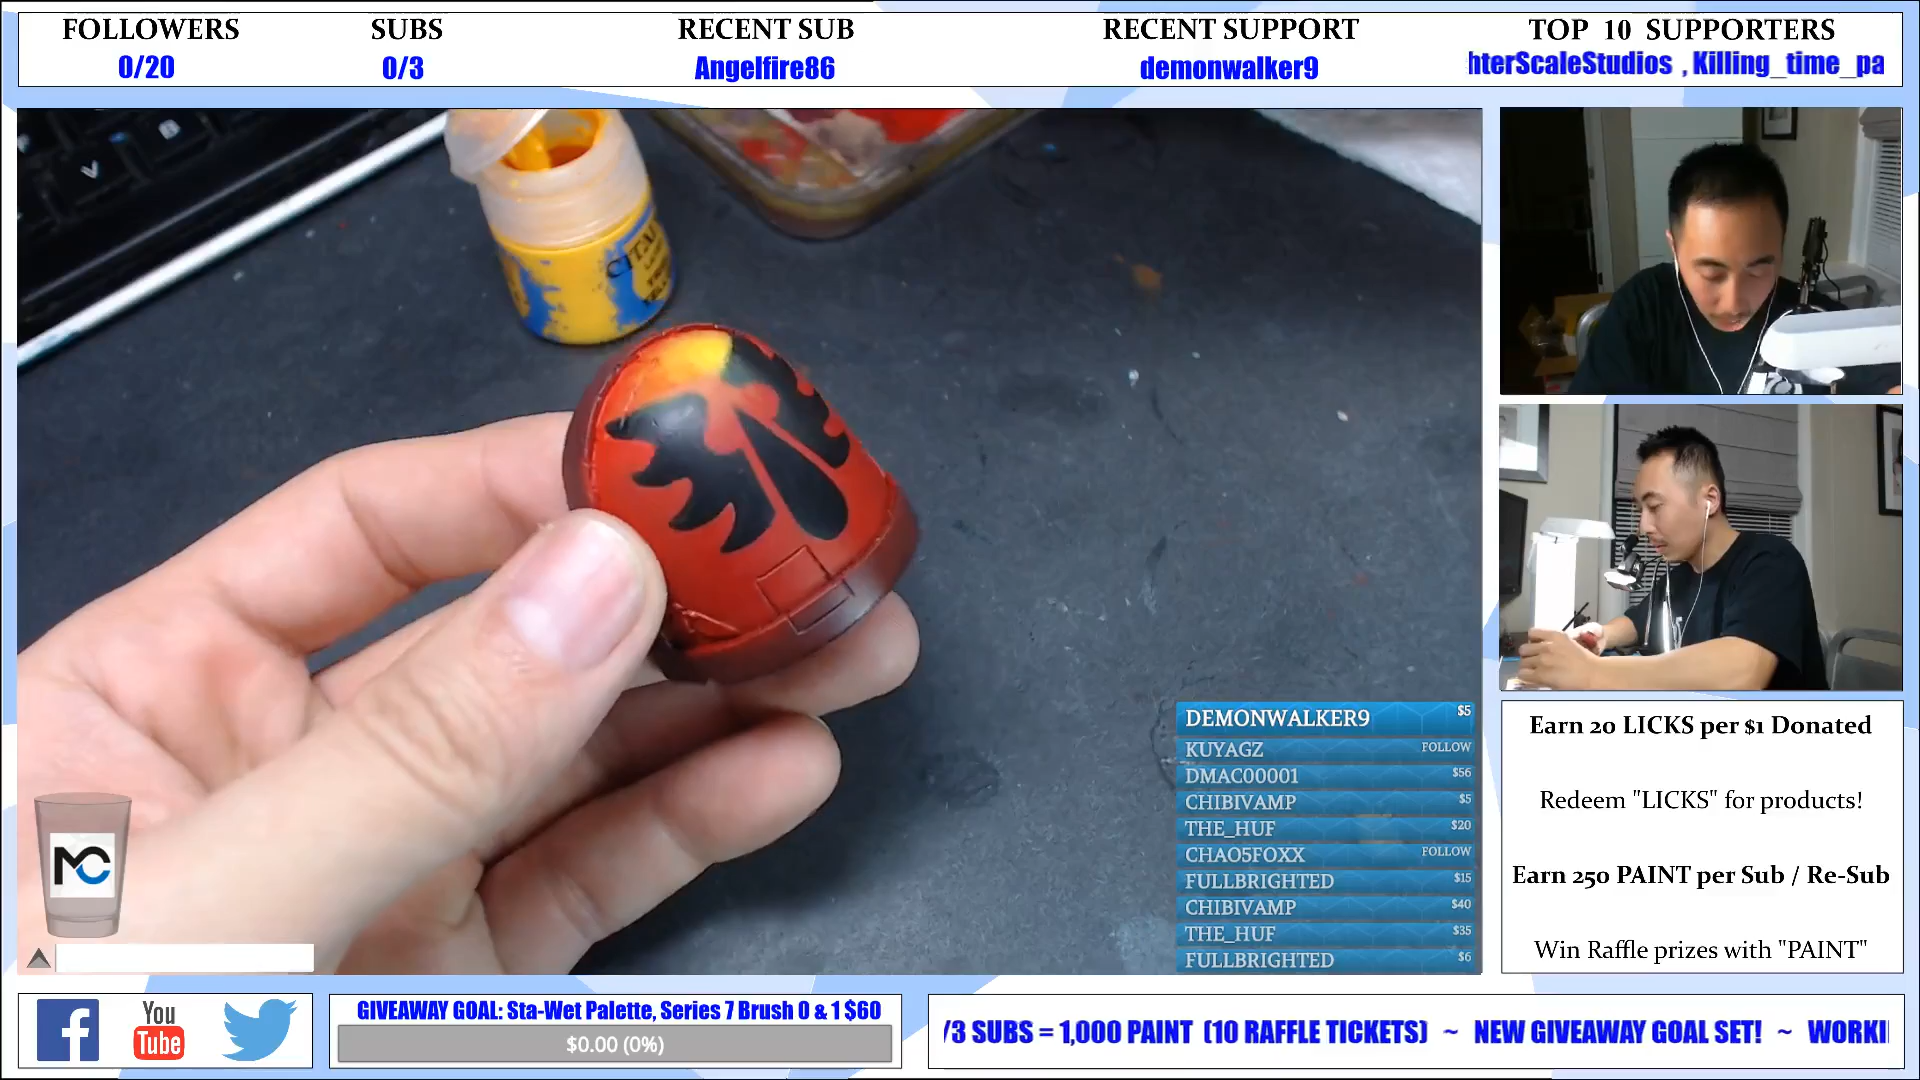 FOLLOWERS
0/20
SUBS
0/3
RECENT SUB
Angelfire86
RECENT SUPPORT
demonwalker9
TOP 10 SUPPORTERS
hterScaleStudios , Killing_time_pa
V
B
CITA
DEMONWALKER9 $5
KUYAGZ FOLLOW
DMAC00001 $56
CHIBIVAMP $5
THE_HUF $20
CHAO5FOXX FOLLOW
FULLBRIGHTED $15
CHIBIVAMP $40
THE_HUF $35
FULLBRIGHTED $6
Earn 20 LICKS per $1 Donated
Redeem "LICKS" for products!
Earn 250 PAINT per Sub / Re-Sub
Win Raffle prizes with "PAINT"
MC
f
You
Tube
GIVEAWAY GOAL: Sta-Wet Palette, Series 7 Brush 0 & 1 $60
$0.00 (0%)
/3 SUBS = 1,000 PAINT (10 RAFFLE TICKETS) ~ NEW GIVEAWAY GOAL SET! ~ WORKI